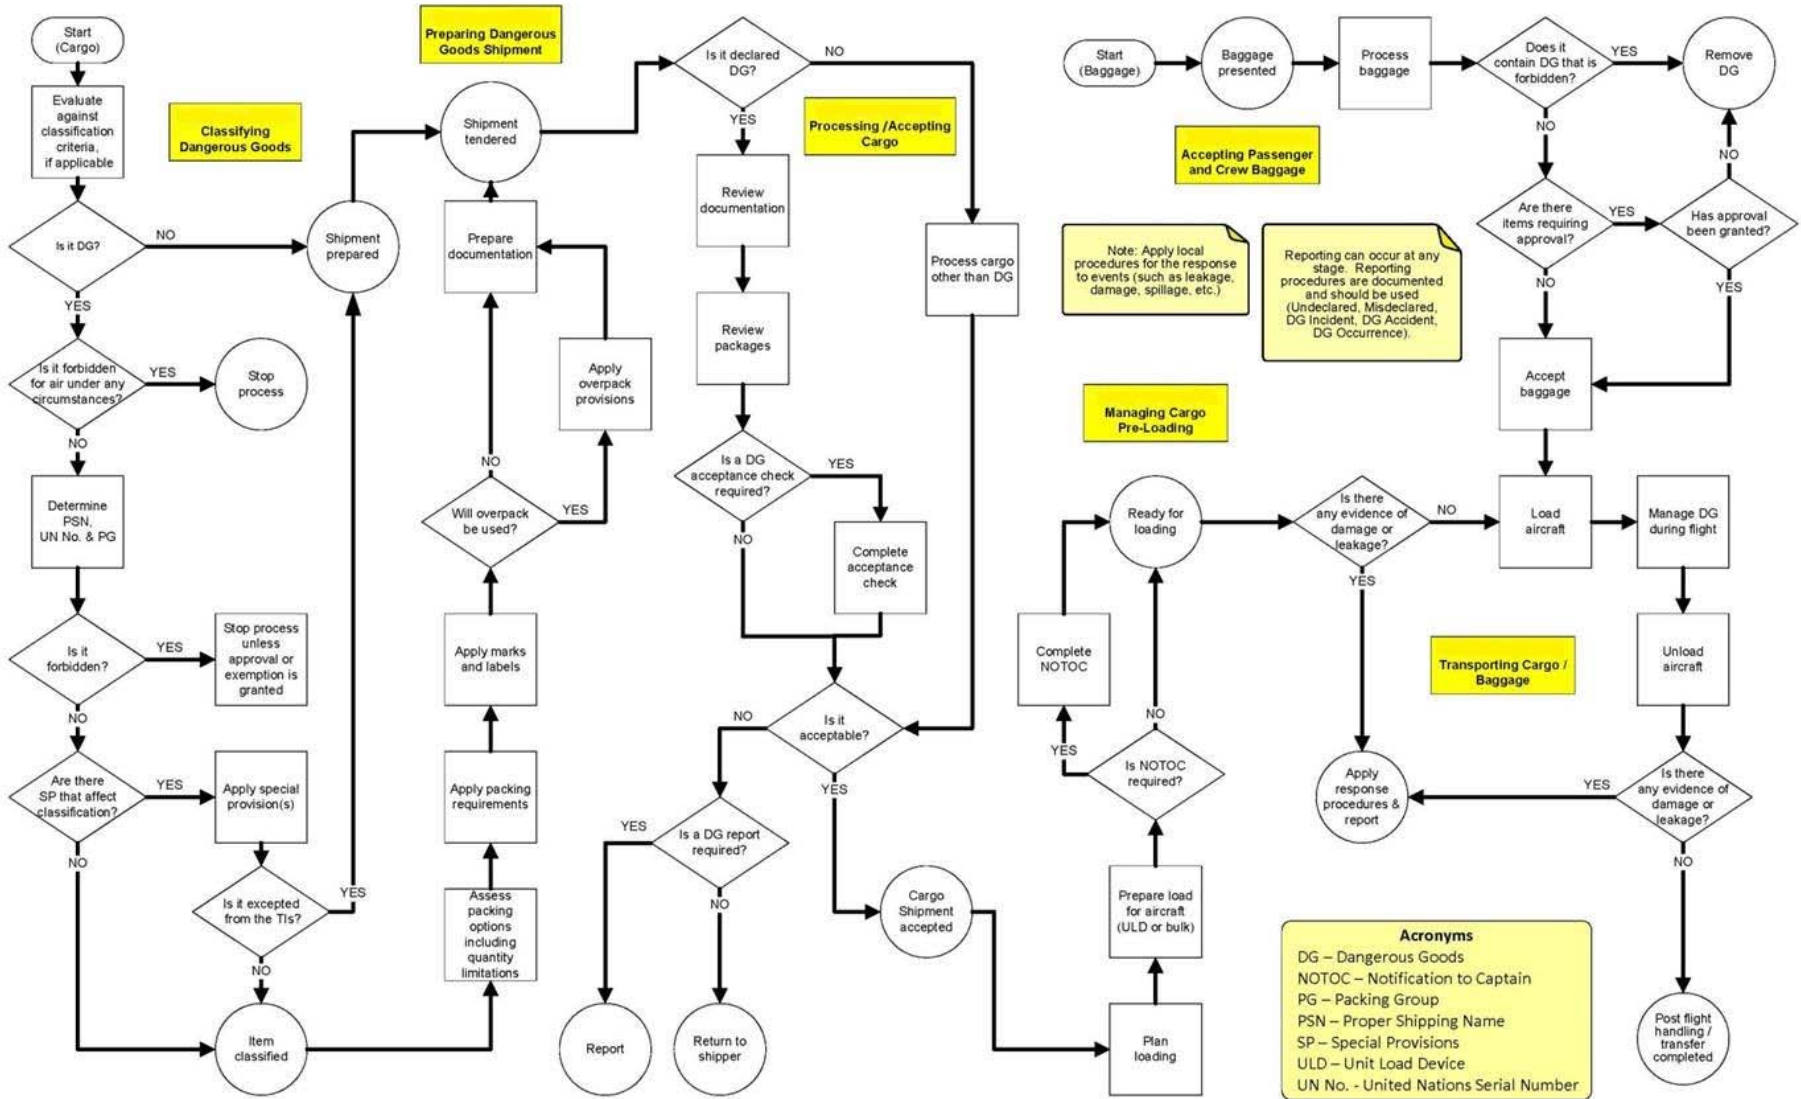 Start
(Cargo)
Evaluate
against
classification
criteria,
if applicable
Classifying
Dangerous Goods
Is it DG?
NO
YES
Is it forbidden
for air under any
circumstances?
YES
Stop
process
NO
Determine
PSN,
UN No. & PG
Is it
forbidden?
YES
Stop process
unless
approval or
exemption is
granted
NO
Are there
SP that affect
classification?
YES
Apply special
provision(s)
NO
Is it excepted
from the TIs?
YES
NO
Item
classified
Shipment
prepared
Preparing Dangerous
Goods Shipment
Shipment
tendered
Prepare
documentation
Apply
overpack
provisions
NO
Will overpack
be used?
YES
Apply marks
and labels
Apply packing
requirements
Assess
packing
options
including
quantity
limitations
Is it declared
DG?
NO
YES
Processing /Accepting
Cargo
Review
documentation
Process cargo
other than DG
Review
packages
Is a DG
acceptance check
required?
YES
NO
Complete
acceptance
check
Is it
acceptable?
NO
YES
Is a DG report
required?
YES
NO
Report
Return to
shipper
Cargo
Shipment
accepted
Start
(Baggage)
Baggage
presented
Process
baggage
Does it
contain DG that is
forbidden?
YES
Remove
DG
NO
NO
Accepting Passenger
and Crew Baggage
Are there
items requiring
approval?
YES
Has approval
been granted?
NO
YES
Note: Apply local
procedures for the response
to events (such as leakage,
damage, spillage, etc.)
Reporting can occur at any
stage. Reporting
procedures are documented
and should be used
(Undeclared, Misdeclared,
DG Incident, DG Accident,
DG Occurrence).
Accept
baggage
Managing Cargo
Pre-Loading
Ready for
loading
Is there
any evidence of
damage or
leakage?
NO
YES
Load
aircraft
Manage DG
during flight
Complete
NOTOC
YES
NO
Is NOTOC
required?
Prepare load
for aircraft
(ULD or bulk)
Plan
loading
Transporting Cargo /
Baggage
Unload
aircraft
Apply
response
procedures &
report
YES
Is there
any evidence of
damage or
leakage?
NO
Post flight
handling /
transfer
completed
Acronyms
DG – Dangerous Goods
NOTOC – Notification to Captain
PG – Packing Group
PSN – Proper Shipping Name
SP – Special Provisions
ULD – Unit Load Device
UN No. - United Nations Serial Number